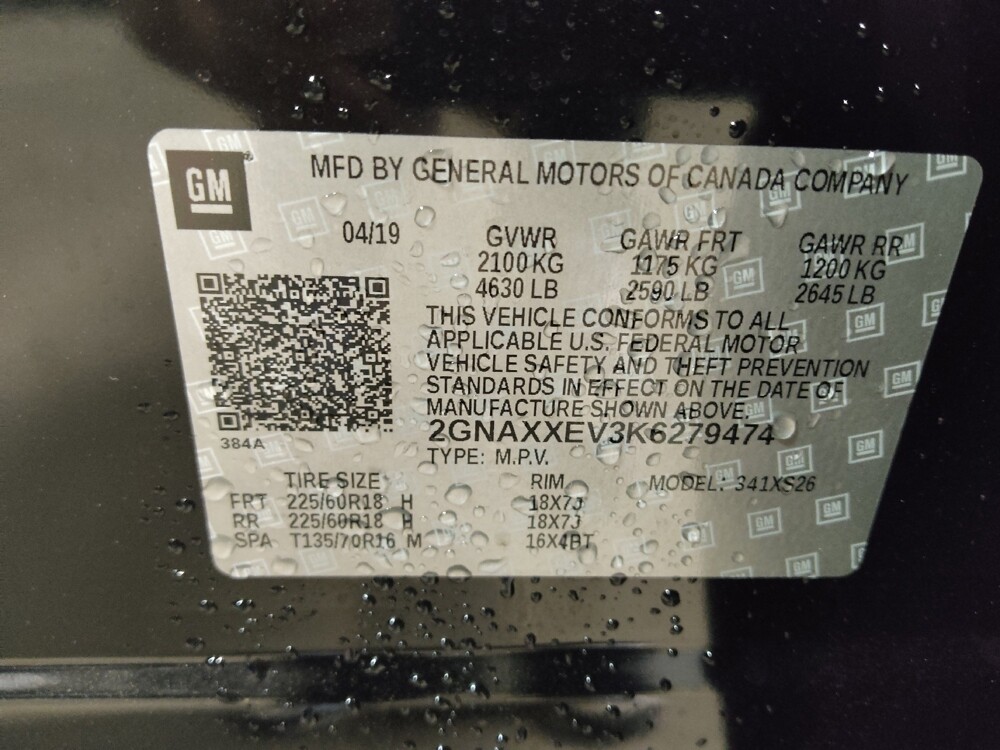 GM
MFD BY GENERAL MOTORS OF CANADA COMPANY
04/19
GVWR GAWR FRT GAWR RR
2100 KG 1175 KG 1200 KG
4630 LB 2590 LB 2645 LB
THIS VEHICLE CONFORMS TO ALL
APPLICABLE U.S. FEDERAL MOTOR
VEHICLE SAFETY AND THEFT PREVENTION
STANDARDS IN EFFECT ON THE DATE OF
MANUFACTURE SHOWN ABOVE.
2GNAXXEV3K6279474
384A
TYPE: M.P.V.
TIRE SIZE RIM MODEL: 341XS26
FRT 225/60R18 H 18X7J
RR 225/60R18 H 18X7J
SPA T135/70R16 M 16X4BT